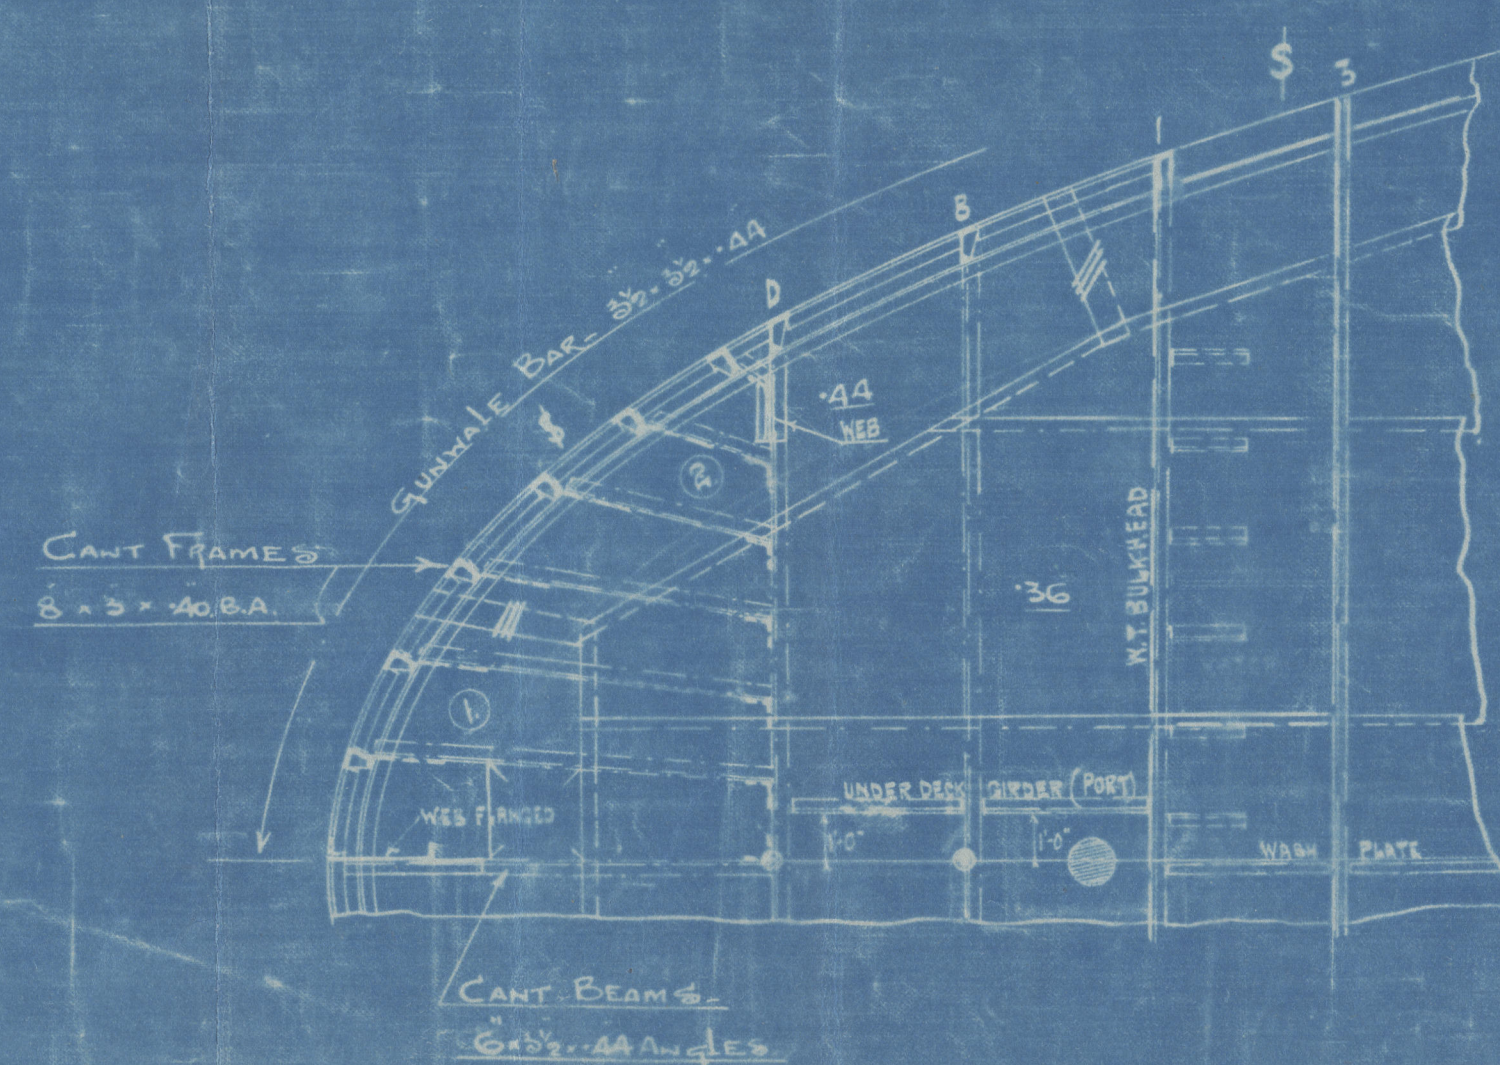 S
3
B
D
GUNWALE BAR- 3½" × 3½" × ·44
·44
WEB
$
2.
CANT FRAMES
8" × 3" × ·40 B.A.
·36
W.T. BULKHEAD
1.
UNDER DECK GIRDER (PORT)
WEB FLANGED
1'-0"
1'-0"
WASH PLATE
CANT BEAMS-
6" × 3½" × ·44 ANGLES